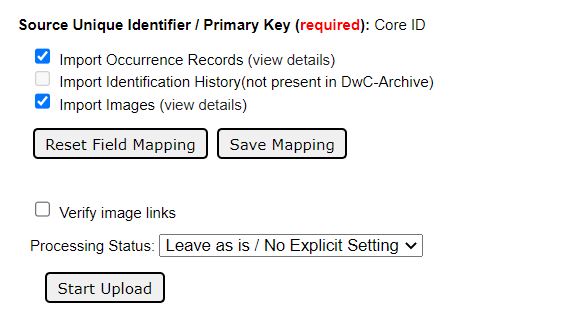 Source Unique Identifier / Primary Key (required): Core ID
Import Occurrence Records (view details)
Import Identification History(not present in DwC-Archive)
Import Images (view details)
Reset Field Mapping Save Mapping
Verify image links
Processing Status: Leave as is / No Explicit Setting
Start Upload